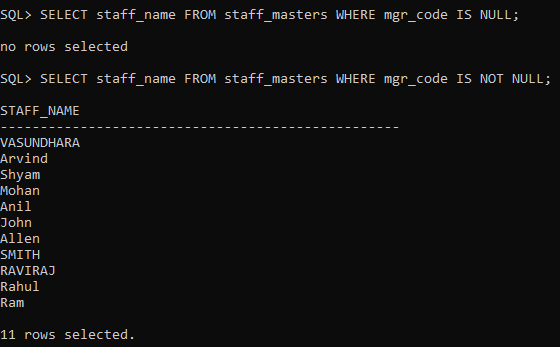 SQL> SELECT staff_name FROM staff_masters WHERE mgr_code IS NULL;
no rows selected
SQL> SELECT staff_name FROM staff_masters WHERE mgr_code IS NOT NULL;
STAFF_NAME
--------------------------------------------------
VASUNDHARA
Arvind
Shyam
Mohan
Anil
John
Allen
SMITH
RAVIRAJ
Rahul
Ram
11 rows selected.